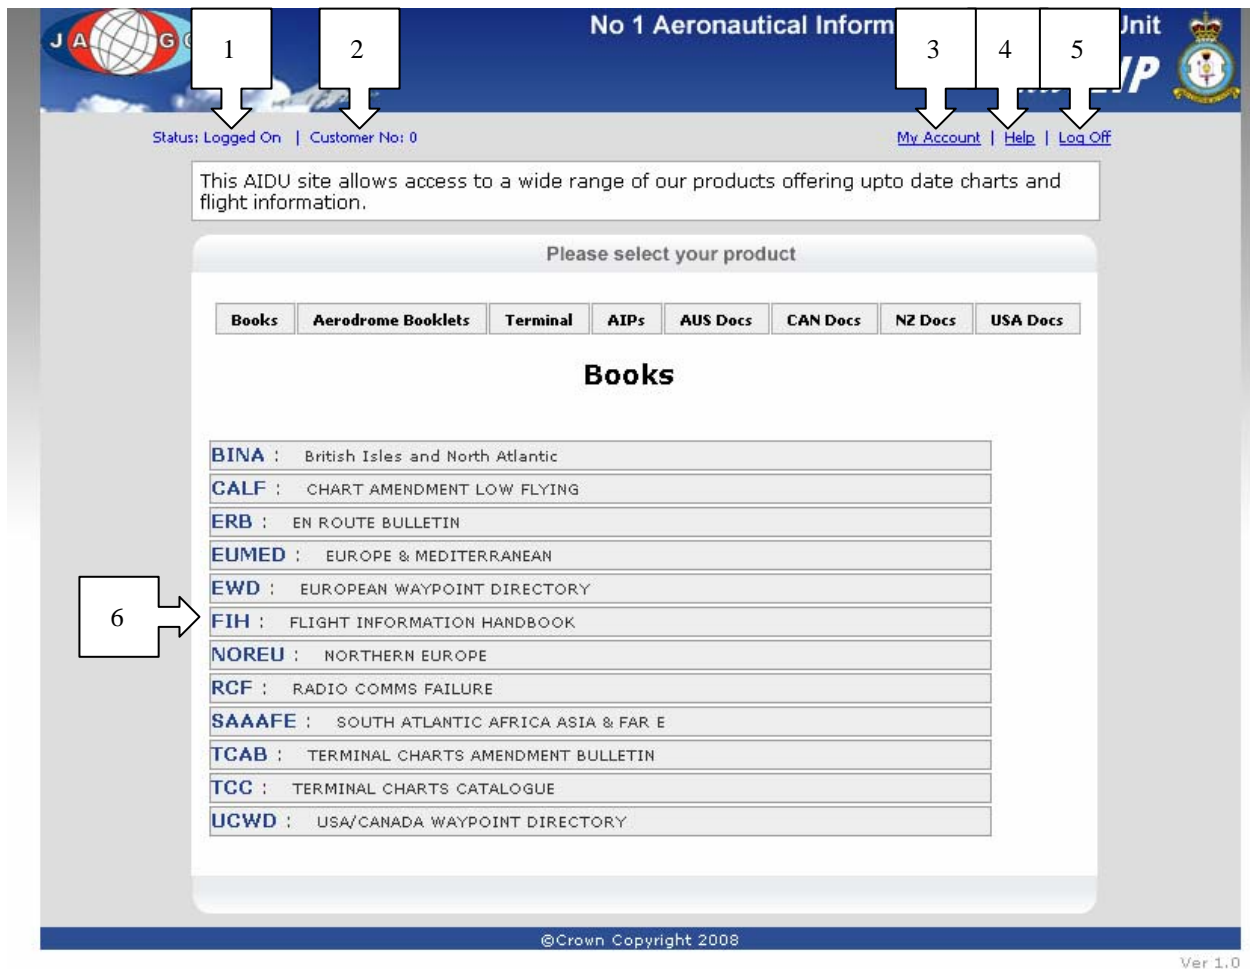 J A G O
1
2
3
4
5
No 1 Aeronautical Unit
Status: Logged On | Customer No: 0
My Account | Help | Log Off
This AIDU site allows access to a wide range of our products offering upto date charts and
flight information.
Please select your product
Books Aerodrome Booklets Terminal AIPs AUS Docs CAN Docs NZ Docs USA Docs
Books
BINA : British Isles and North Atlantic
CALF : CHART AMENDMENT LOW FLYING
ERB : EN ROUTE BULLETIN
EUMED : EUROPE & MEDITERRANEAN
EWD : EUROPEAN WAYPOINT DIRECTORY
6
FIH : FLIGHT INFORMATION HANDBOOK
NOREU : NORTHERN EUROPE
RCF : RADIO COMMS FAILURE
SAAAFE : SOUTH ATLANTIC AFRICA ASIA & FAR E
TCAB : TERMINAL CHARTS AMENDMENT BULLETIN
TCC : TERMINAL CHARTS CATALOGUE
UCWD : USA/CANADA WAYPOINT DIRECTORY
©Crown Copyright 2008
Ver 1.0